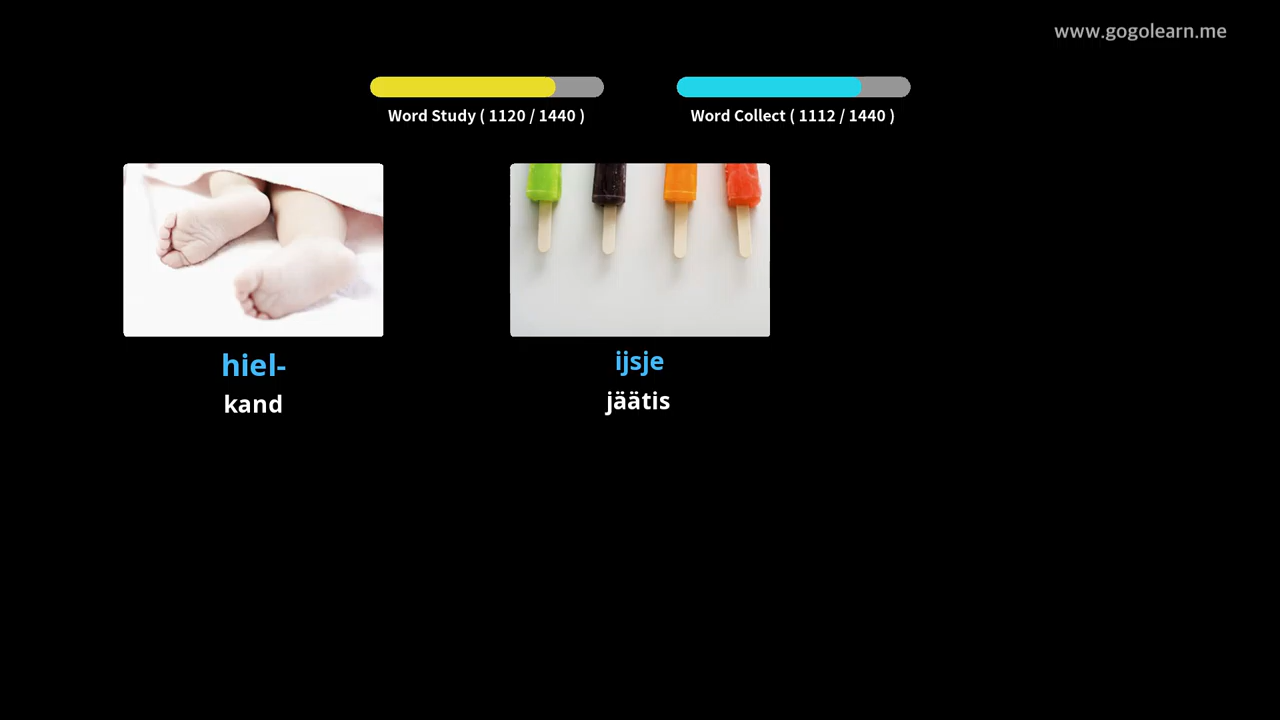 www.gogolearn.me
Word Study ( 1120 / 1440 )
Word Collect ( 1112 / 1440 )
hiel-
kand
ijsje
jäätis